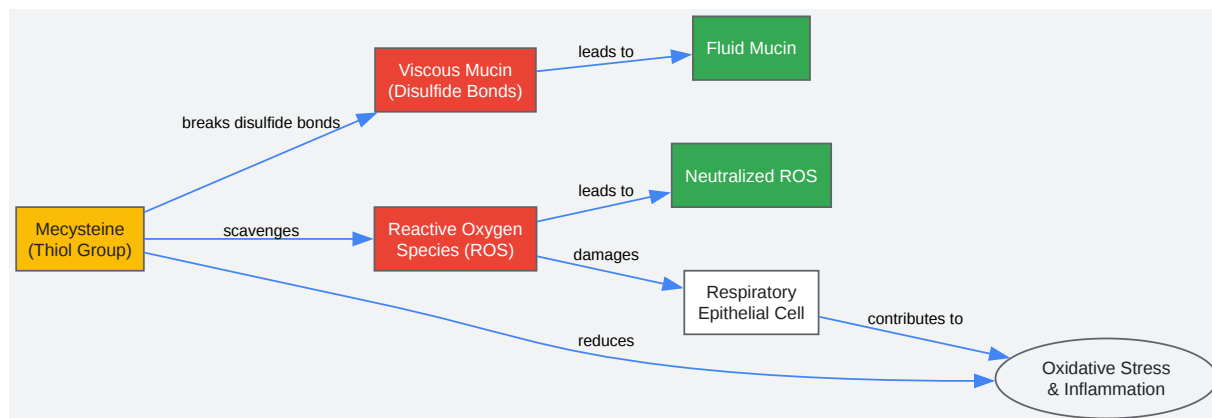 Fluid Mucin
leads to
Viscous Mucin
(Disulfide Bonds)
breaks disulfide bonds
Neutralized ROS
leads to
Mecysteine
(Thiol Group)
scavenges
Reactive Oxygen
Species (ROS)
damages
Respiratory
Epithelial Cell
contributes to
reduces
Oxidative Stress
& Inflammation